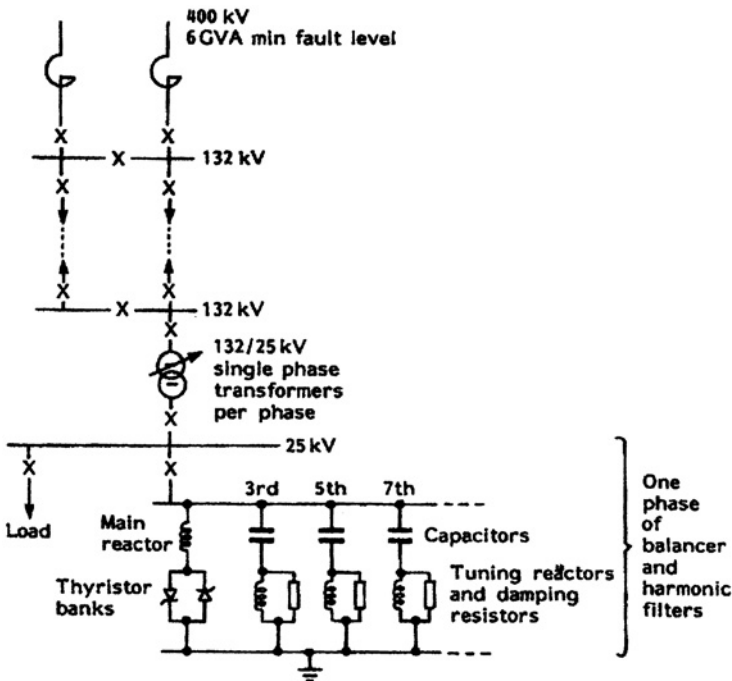 400 kV
6GVA min fault level
132 kV
132 kV
132/25 kV
single phase
transformers
per phase
25 kV
Load
3rd 5th 7th
Main
reactor
Capacitors
Thyristor
banks
Tuning reactors
and damping
resistors
One
phase
of
balancer
and
harmonic
filters